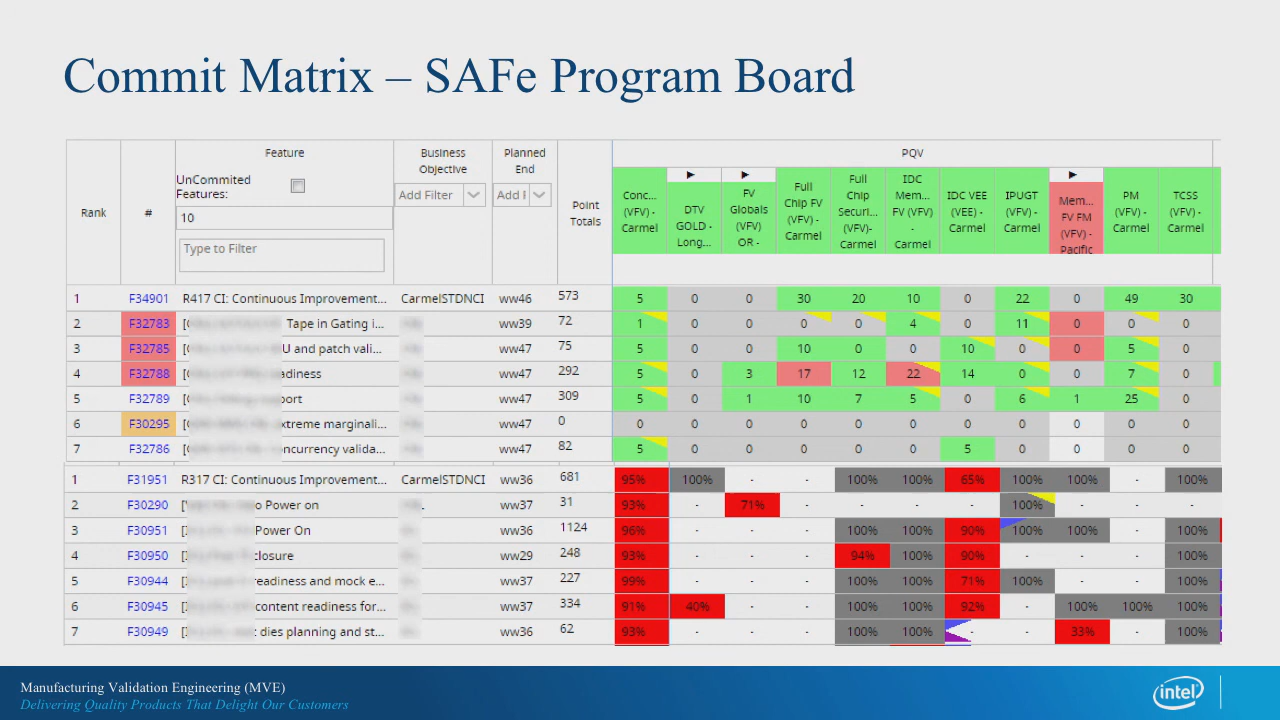 Commit Matrix – SAFe Program Board
Rank # Feature Business Objective Planned End Point Totals PQV
UnCommited Features:
10
Type to Filter
Add Filter
Add
Conc... (VFV) - Carmel
DTV GOLD - Long...
FV Globals (VFV) OR -
Full Chip FV (VFV) - Carmel
Full Chip Securi... (VFV)- Carmel
IDC Mem... FV (VFV) - Carmel
IDC VEE (VEE) - Carmel
IPUGT (VFV) - Carmel
Mem... FV FM (VFV) - Pacific
PM (VFV) - Carmel
TCSS (VFV) - Carmel
1 F34901 R417 CI: Continuous Improvement... CarmelSTDNCI ww46 573 5 0 0 30 20 10 0 22 0 49 30
2 F32783 [ Tape in Gating i... ww39 72 1 0 0 0 0 4 0 11 0 0 0
3 F32785 [ U and patch vali... ww47 75 5 0 0 10 0 0 10 0 0 5 0
4 F32788 [ adiness ww47 292 5 0 3 17 12 22 14 0 0 7 0
5 F32789 [ ort ww47 309 5 0 1 10 7 5 0 6 1 25 0
6 F30295 [ xtreme marginali... ww47 0 0 0 0 0 0 0 0 0 0 0 0
7 F32786 [ ncurrency valida... ww47 82 5 0 0 0 0 0 5 0 0 0 0
1 F31951 R317 CI: Continuous Improvement... CarmelSTDNCI ww36 681 95% 100% - - 100% 100% 65% 100% 100% - 100%
2 F30290 [ o Power on ww37 31 93% - 71% - - - - 100% - - -
3 F30951 [ Power On ww36 1124 96% - - - 100% 100% 90% 100% 100% - 100%
4 F30950 [ closure ww29 248 93% - - - 94% 100% 90% - - - 100%
5 F30944 [ readiness and mock e... ww37 227 99% - - - 100% 100% 71% 100% - - 100%
6 F30945 [ content readiness for... ww37 334 91% 40% - - 100% 100% 92% - 100% 100% 100%
7 F30949 [ dies planning and st... ww36 62 93% - - - 100% 100% - - 33% - 100%
Manufacturing Validation Engineering (MVE)
Delivering Quality Products That Delight Our Customers
intel